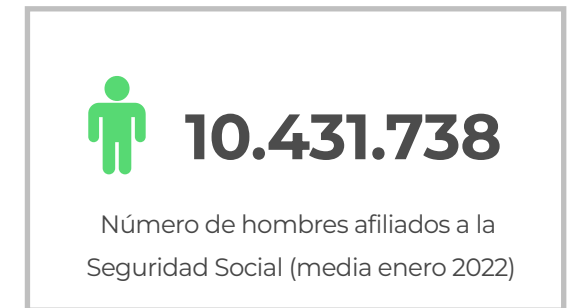 10.431.738
Número de hombres afiliados a la
Seguridad Social (media enero 2022)